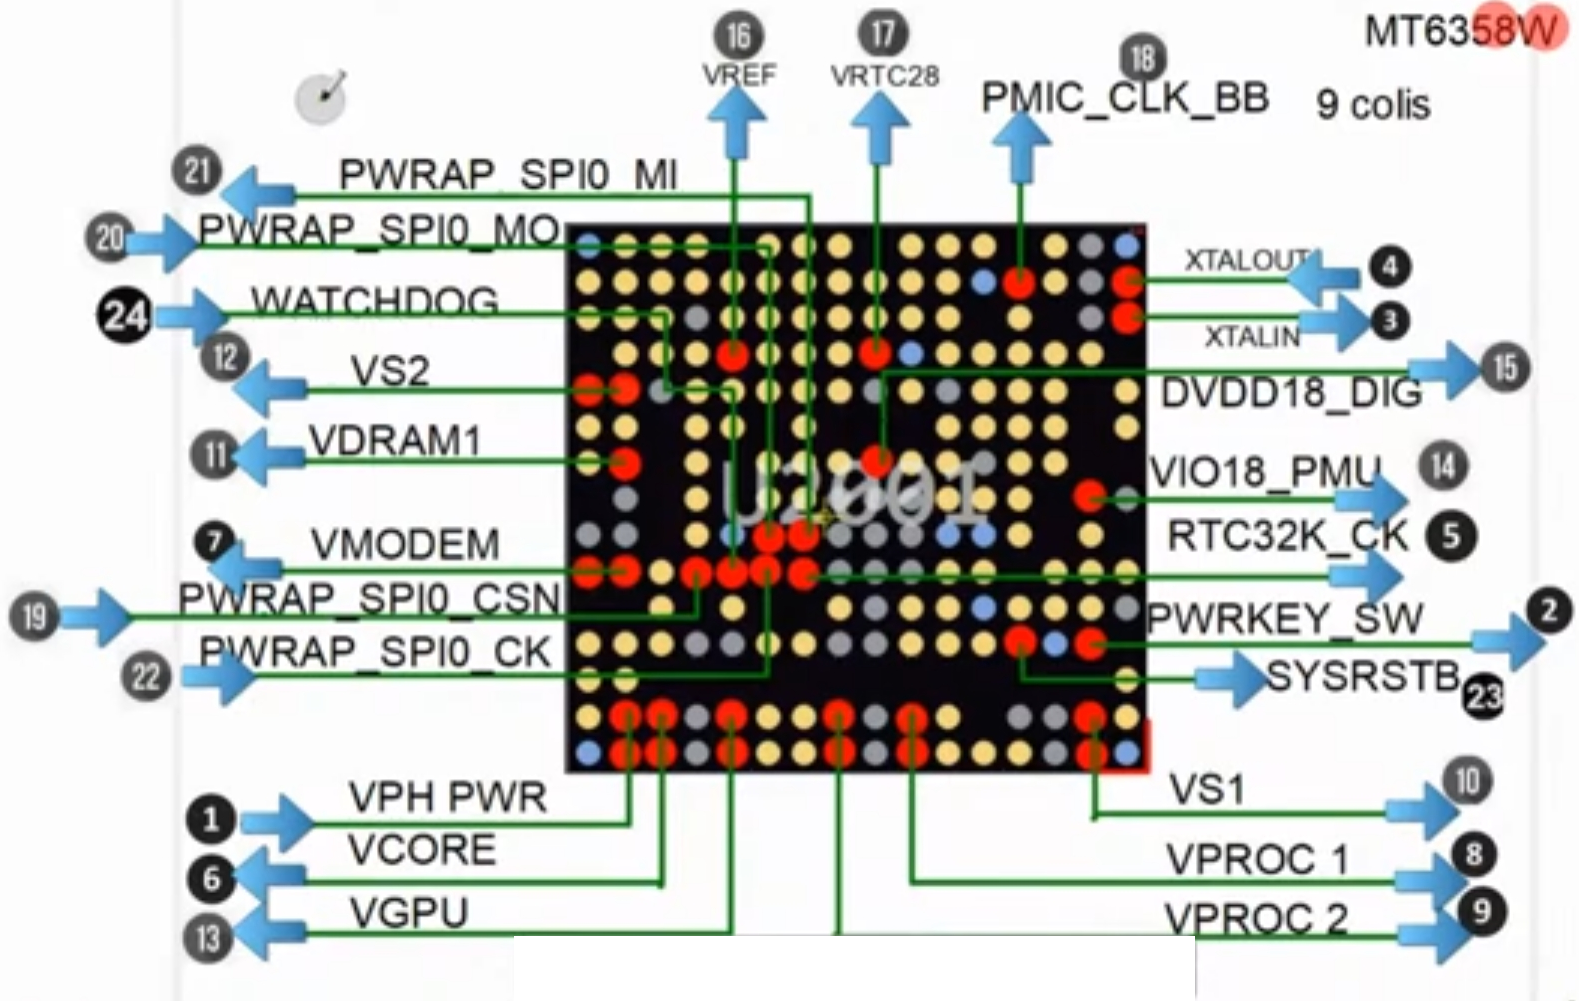 MT6358W
9 colis
16
VREF
17
VRTC28
18
PMIC_CLK_BB
21
PWRAP_SPI0_MI
20
PWRAP_SPI0_MO
24
WATCHDOG
12
VS2
11
VDRAM1
7
VMODEM
19
PWRAP_SPI0_CSN
22
PWRAP_SPI0_CK
1
VPH PWR
6
VCORE
13
VGPU
U2001
XTALOUT
4
XTALIN
3
15
DVDD18_DIG
VIO18_PMU
14
RTC32K_CK
5
PWRKEY_SW
2
SYSRSTB
23
VS1
10
VPROC 1
8
VPROC 2
9